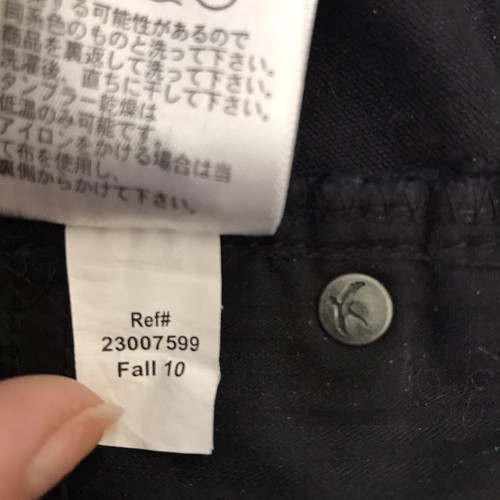 する可能性があるので
同系色のものと洗って下さい。
商品を裏返して洗って下さい。
洗濯後、直ちに干して下さい。
タンブラー乾燥は
低温のみ可能です。
アイロンをかける場合は当
て布を使用し、
裏側からかけて下さい。
Ref#
23007599
Fall 10